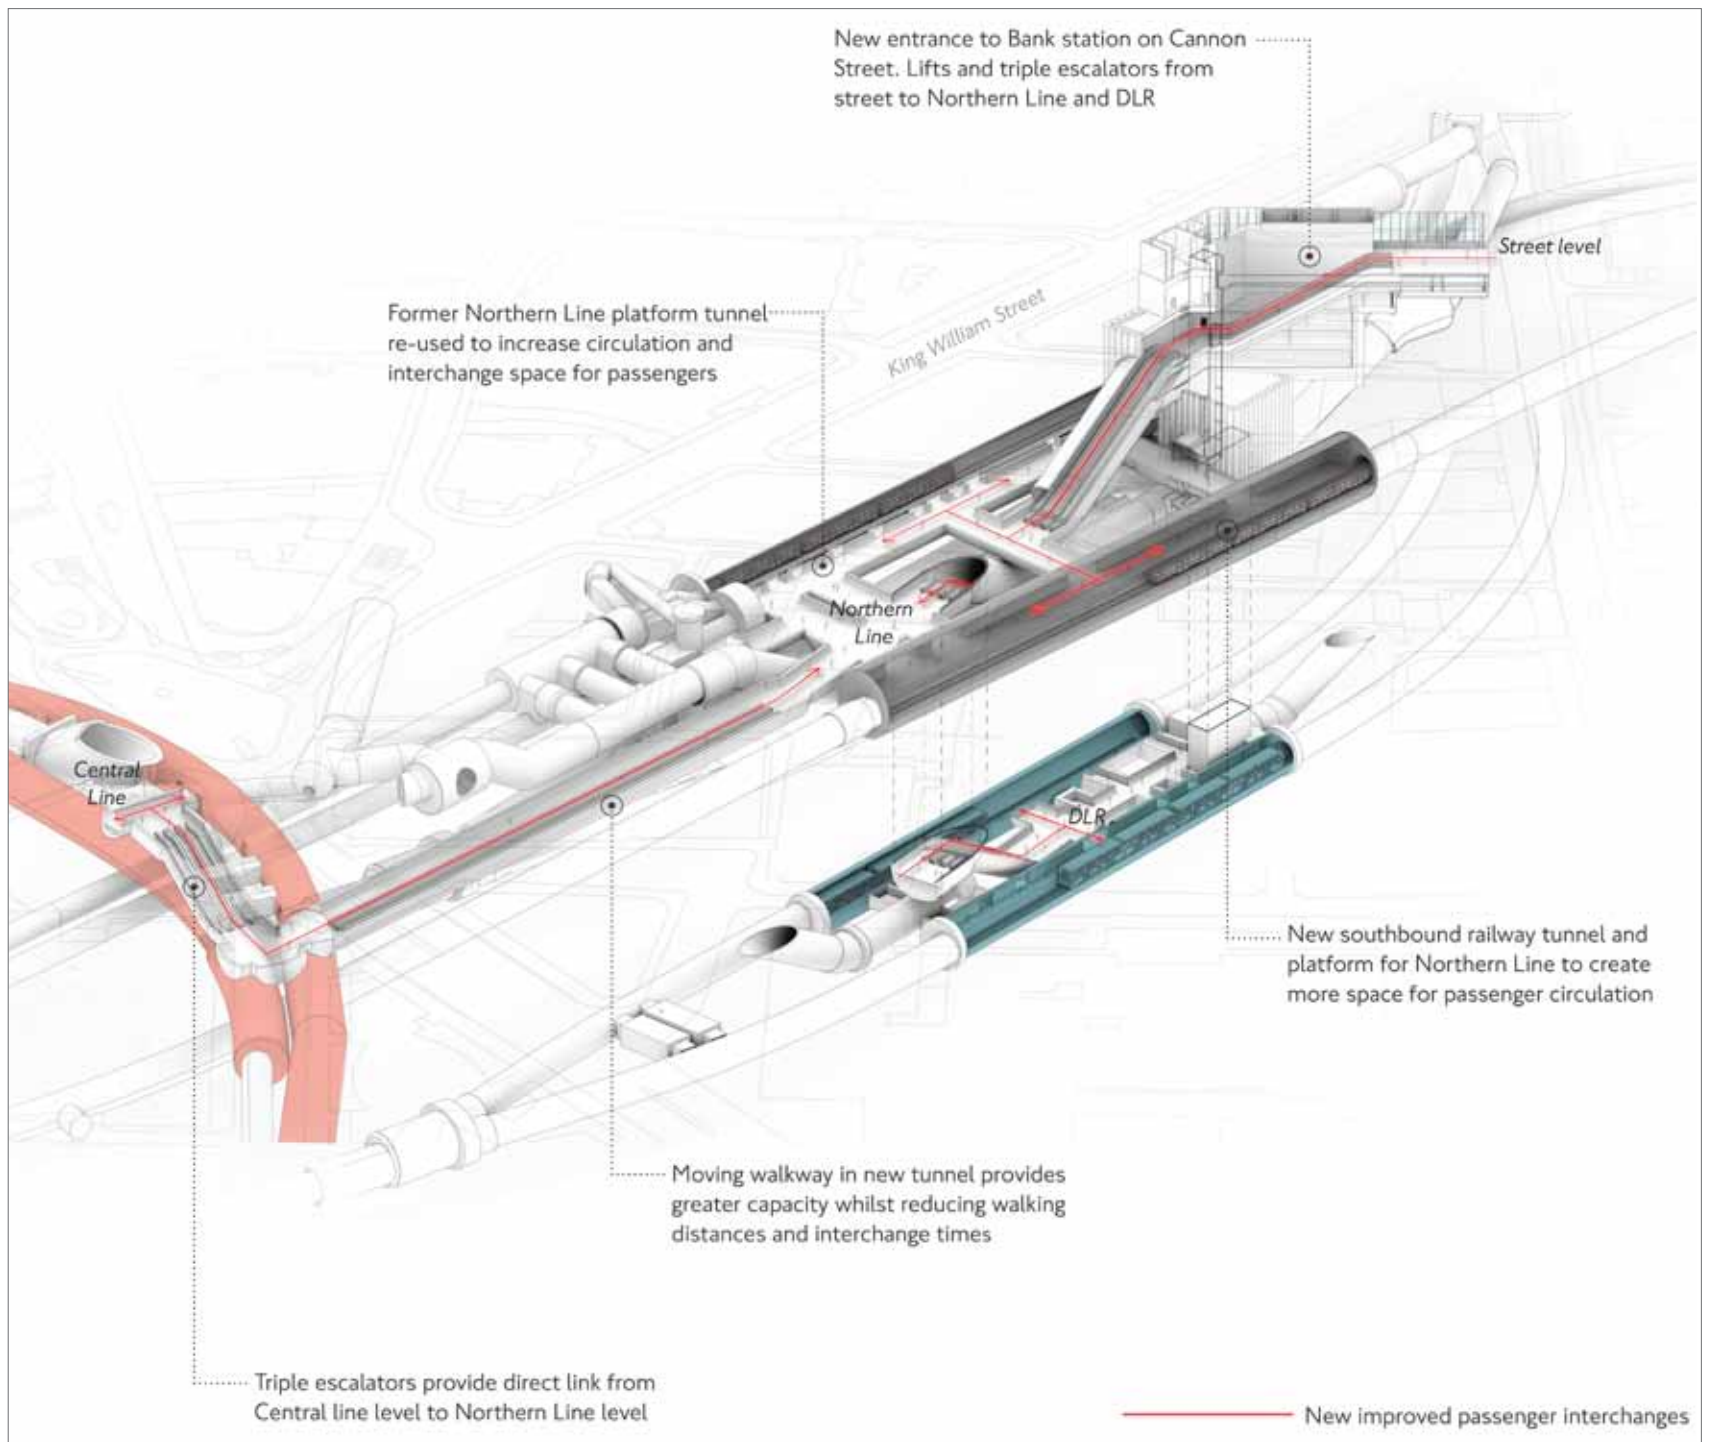 New entrance to Bank station on Cannon
Street. Lifts and triple escalators from
street to Northern Line and DLR
Street level
King William Street
Former Northern Line platform tunnel
re-used to increase circulation and
interchange space for passengers
Northern
Line
Central
Line
DLR
New southbound railway tunnel and
platform for Northern Line to create
more space for passenger circulation
Moving walkway in new tunnel provides
greater capacity whilst reducing walking
distances and interchange times
Triple escalators provide direct link from
Central line level to Northern Line level
New improved passenger interchanges